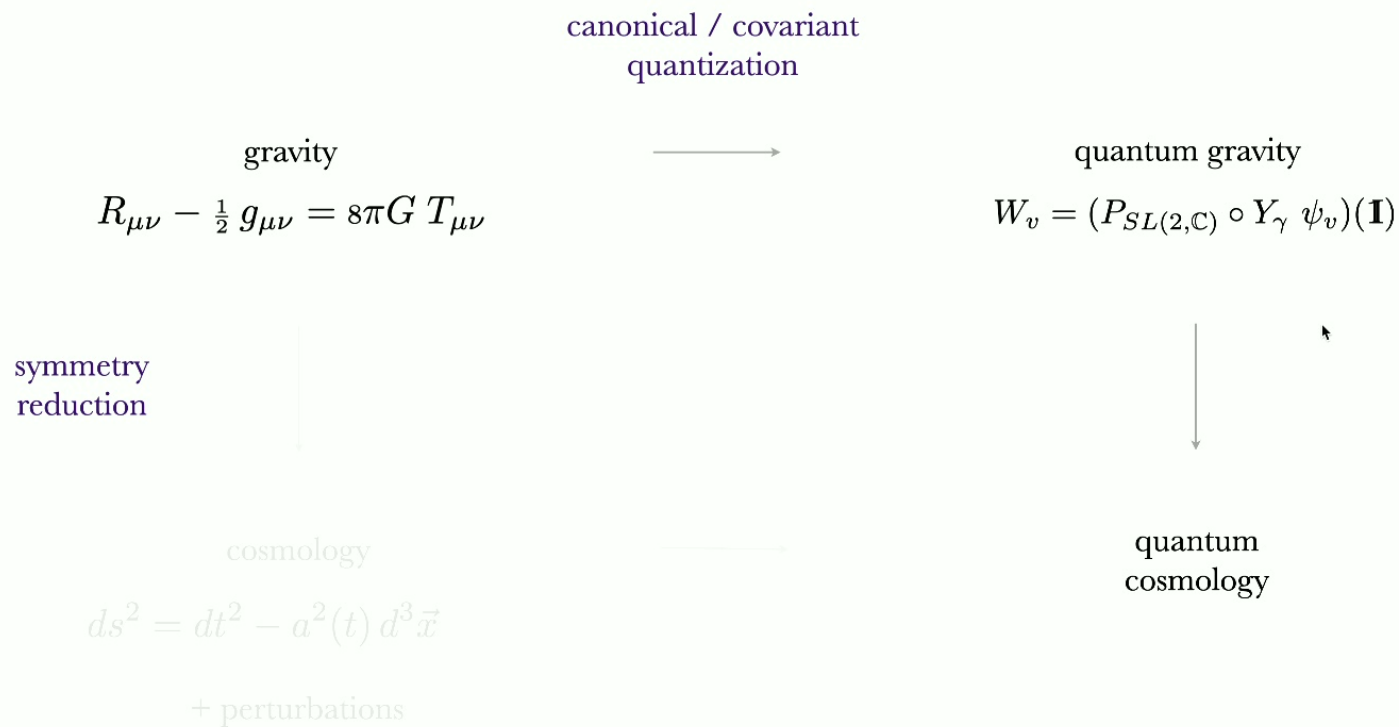 canonical / covariant
quantization
gravity
quantum gravity
R_{μν} − ½ g_{μν} = 8πG T_{μν}
W_v = (P_{SL(2,ℂ)} ∘ Y_γ ψ_v)(𝐈)
symmetry
reduction
cosmology
quantum
cosmology
ds² = dt² − a²(t) d³x⃗
+ perturbations